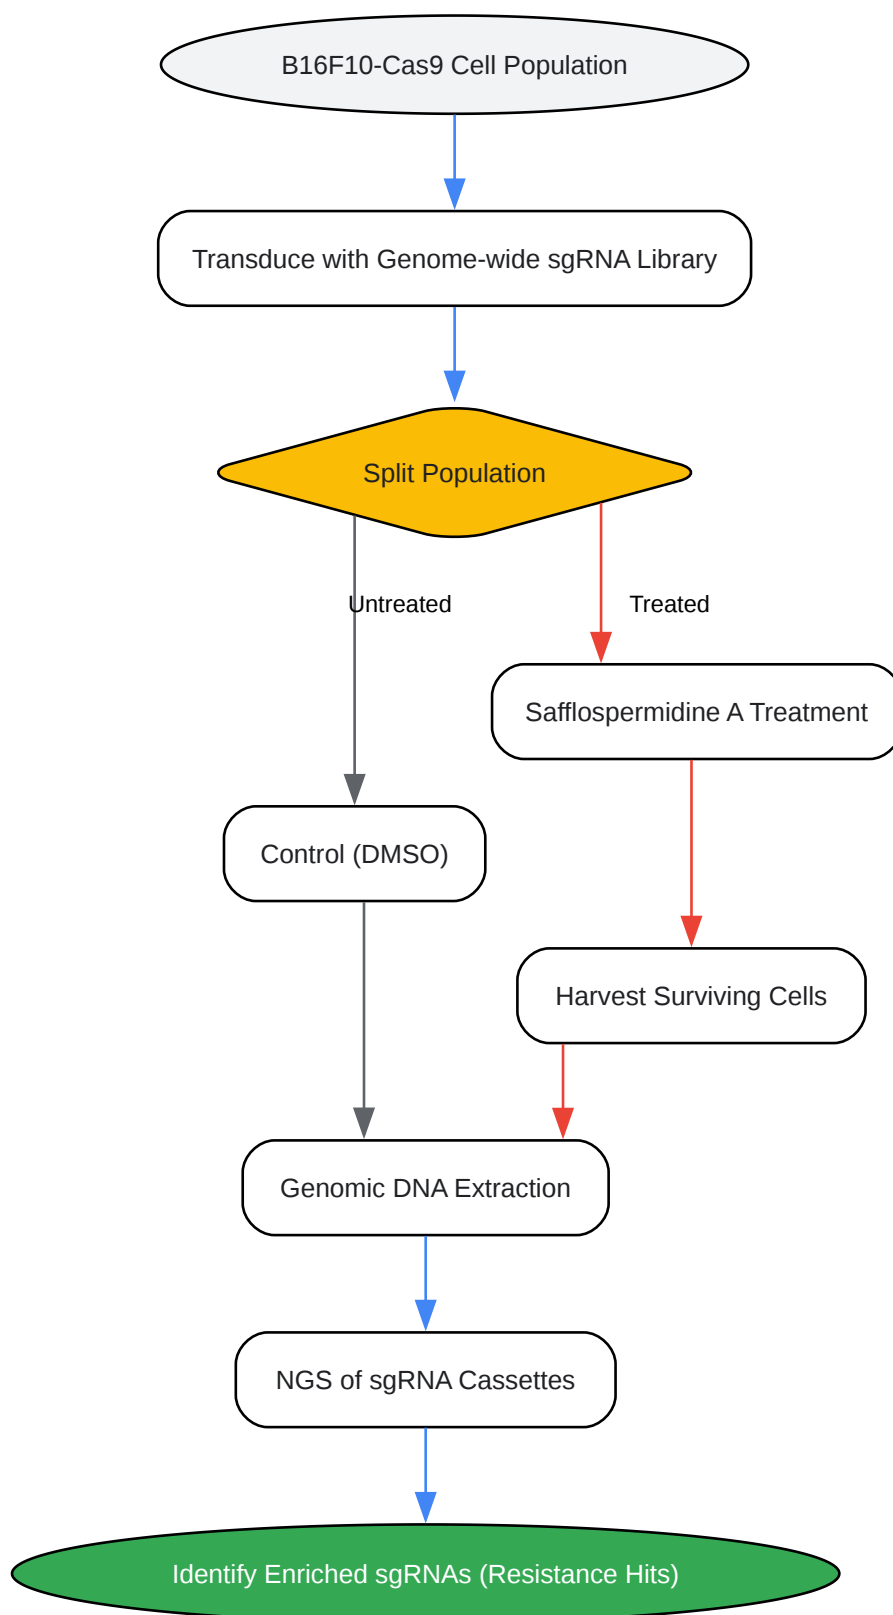 B16F10-Cas9 Cell Population
Transduce with Genome-wide sgRNA Library
Split Population
Untreated
Treated
Safflospermidine A Treatment
Control (DMSO)
Harvest Surviving Cells
Genomic DNA Extraction
NGS of sgRNA Cassettes
Identify Enriched sgRNAs (Resistance Hits)